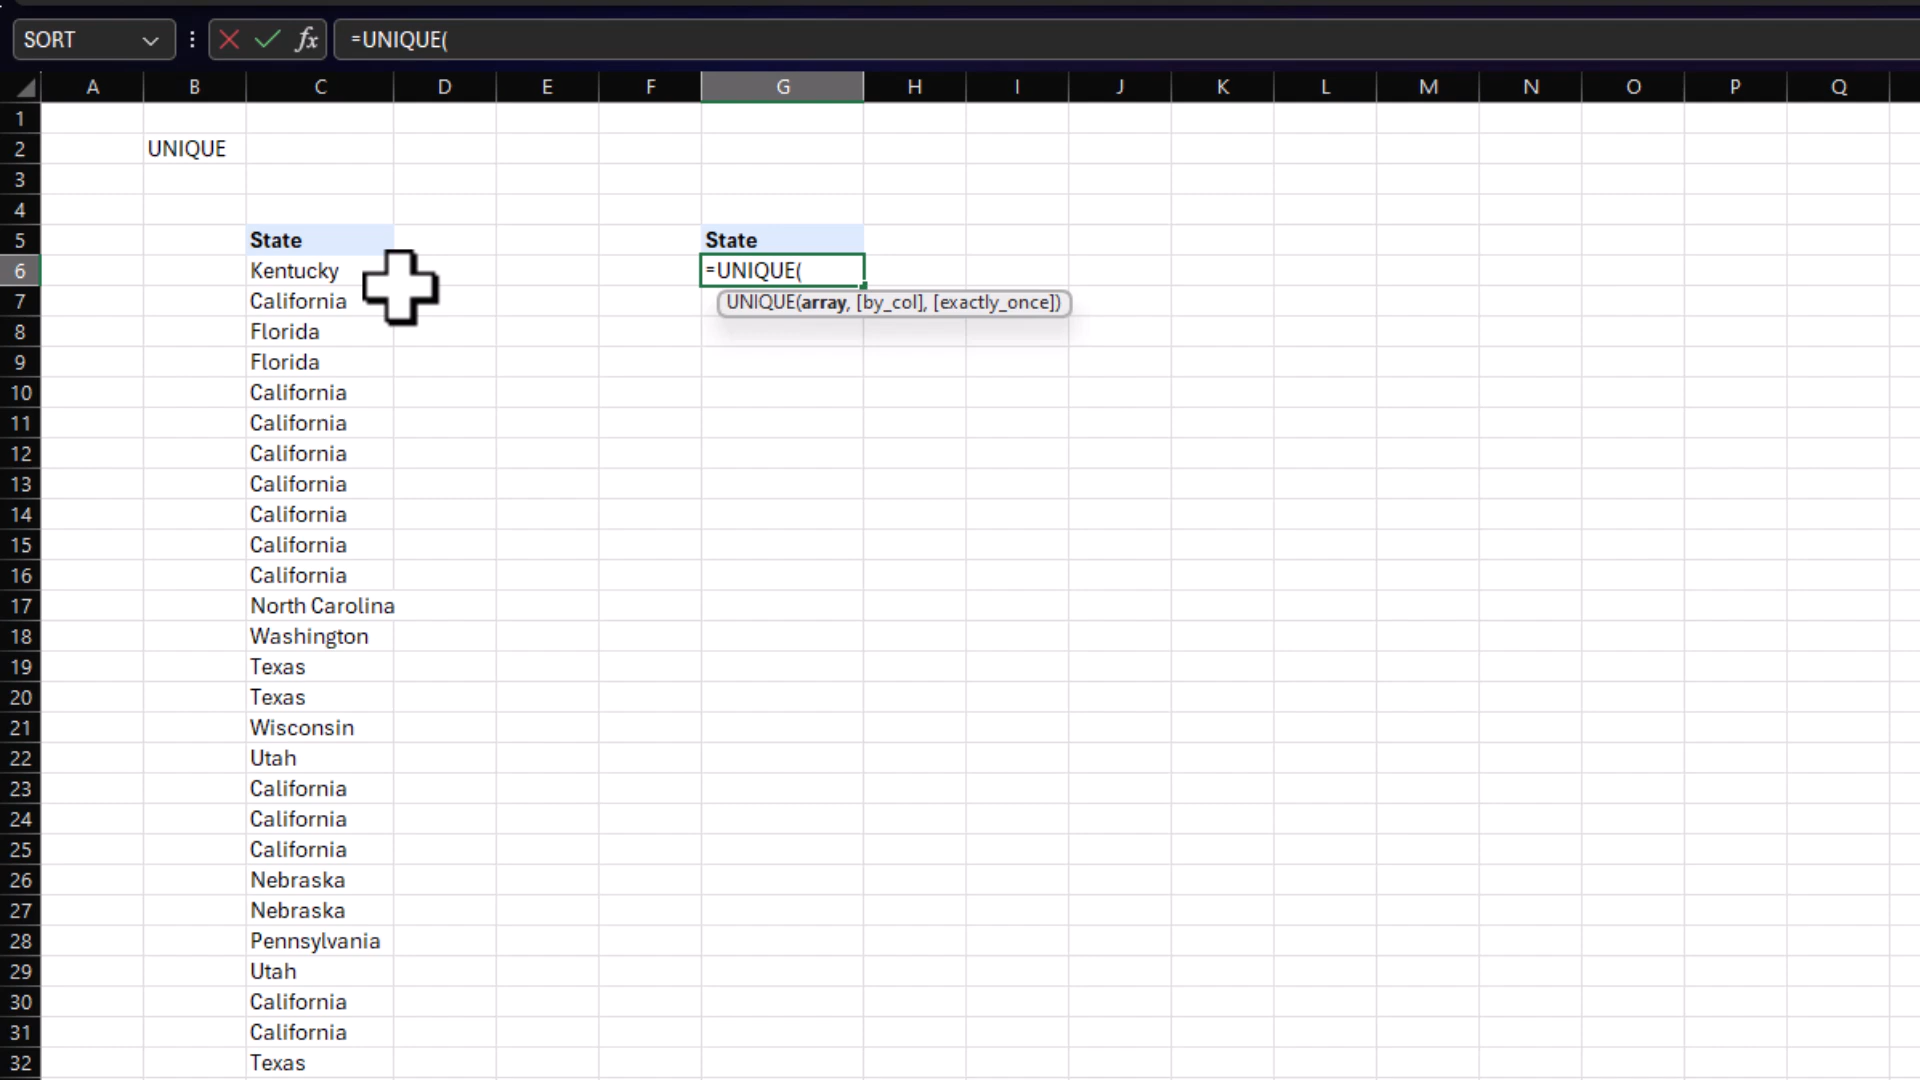 SORT =UNIQUE(
A B C D E F G H I J K L M N O P Q
1
2 UNIQUE
3
4
5 State State
6 Kentucky =UNIQUE(
7 California UNIQUE(array, [by_col], [exactly_once])
8 Florida
9 Florida
10 California
11 California
12 California
13 California
14 California
15 California
16 California
17 North Carolina
18 Washington
19 Texas
20 Texas
21 Wisconsin
22 Utah
23 California
24 California
25 California
26 Nebraska
27 Nebraska
28 Pennsylvania
29 Utah
30 California
31 California
32 Texas